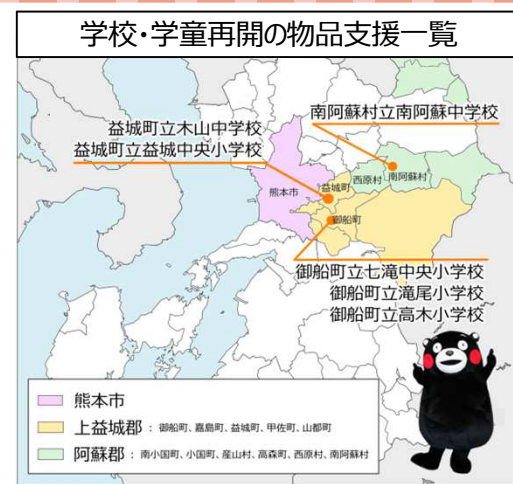 学校・学童再開の物品支援一覧
南阿蘇村立南阿蘇中学校
益城町立木山中学校
益城町立益城中央小学校
熊本市
益城町
西原村
南阿蘇村
御船町
御船町立七滝中央小学校
御船町立滝尾小学校
御船町立高木小学校
熊本市
上益城郡：御船町、嘉島町、益城町、甲佐町、山都町
阿蘇郡：南小国町、小国町、産山村、高森町、西原村、南阿蘇村